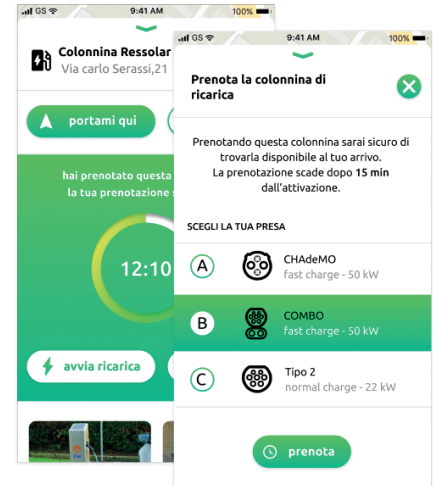 GS
9:41 AM
100%
Colonnina Ressolar
Via carlo Serassi,21
portami qui
hai prenotato questa
la tua prenotazione
12:10
avvia ricarica
GS
9:41 AM
100%
Prenota la colonnina di
ricarica
Prenotando questa colonnina sarai sicuro di
trovarla disponibile al tuo arrivo.
La prenotazione scade dopo 15 min
dall'attivazione.
SCEGLI LA TUA PRESA
A
CHAdeMO
fast charge - 50 kW
B
COMBO
fast charge - 50 kW
C
Tipo 2
normal charge - 22 kW
prenota